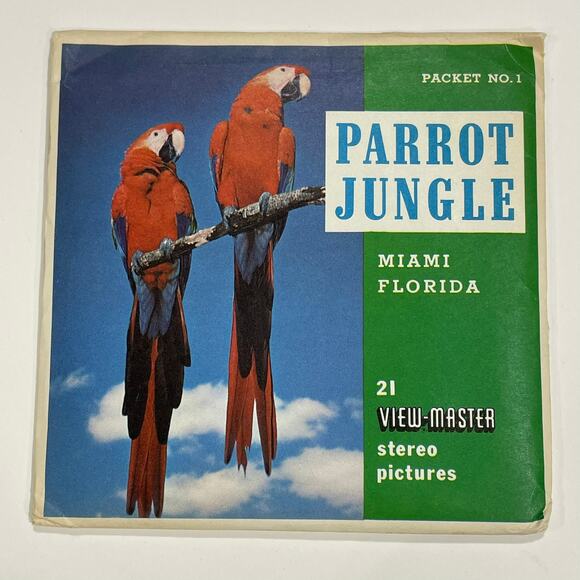 PACKET NO. 1
PARROT
JUNGLE
MIAMI
FLORIDA
21
VIEW-MASTER
stereo
pictures